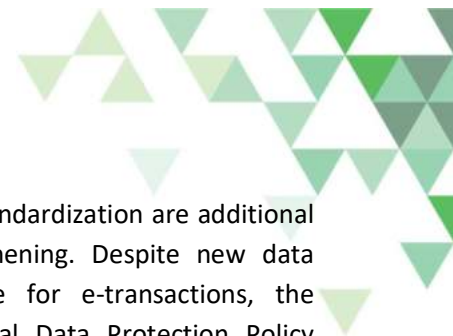 ndardization are additional
hening. Despite new data
e for e-transactions, the
al Data Protection Policy